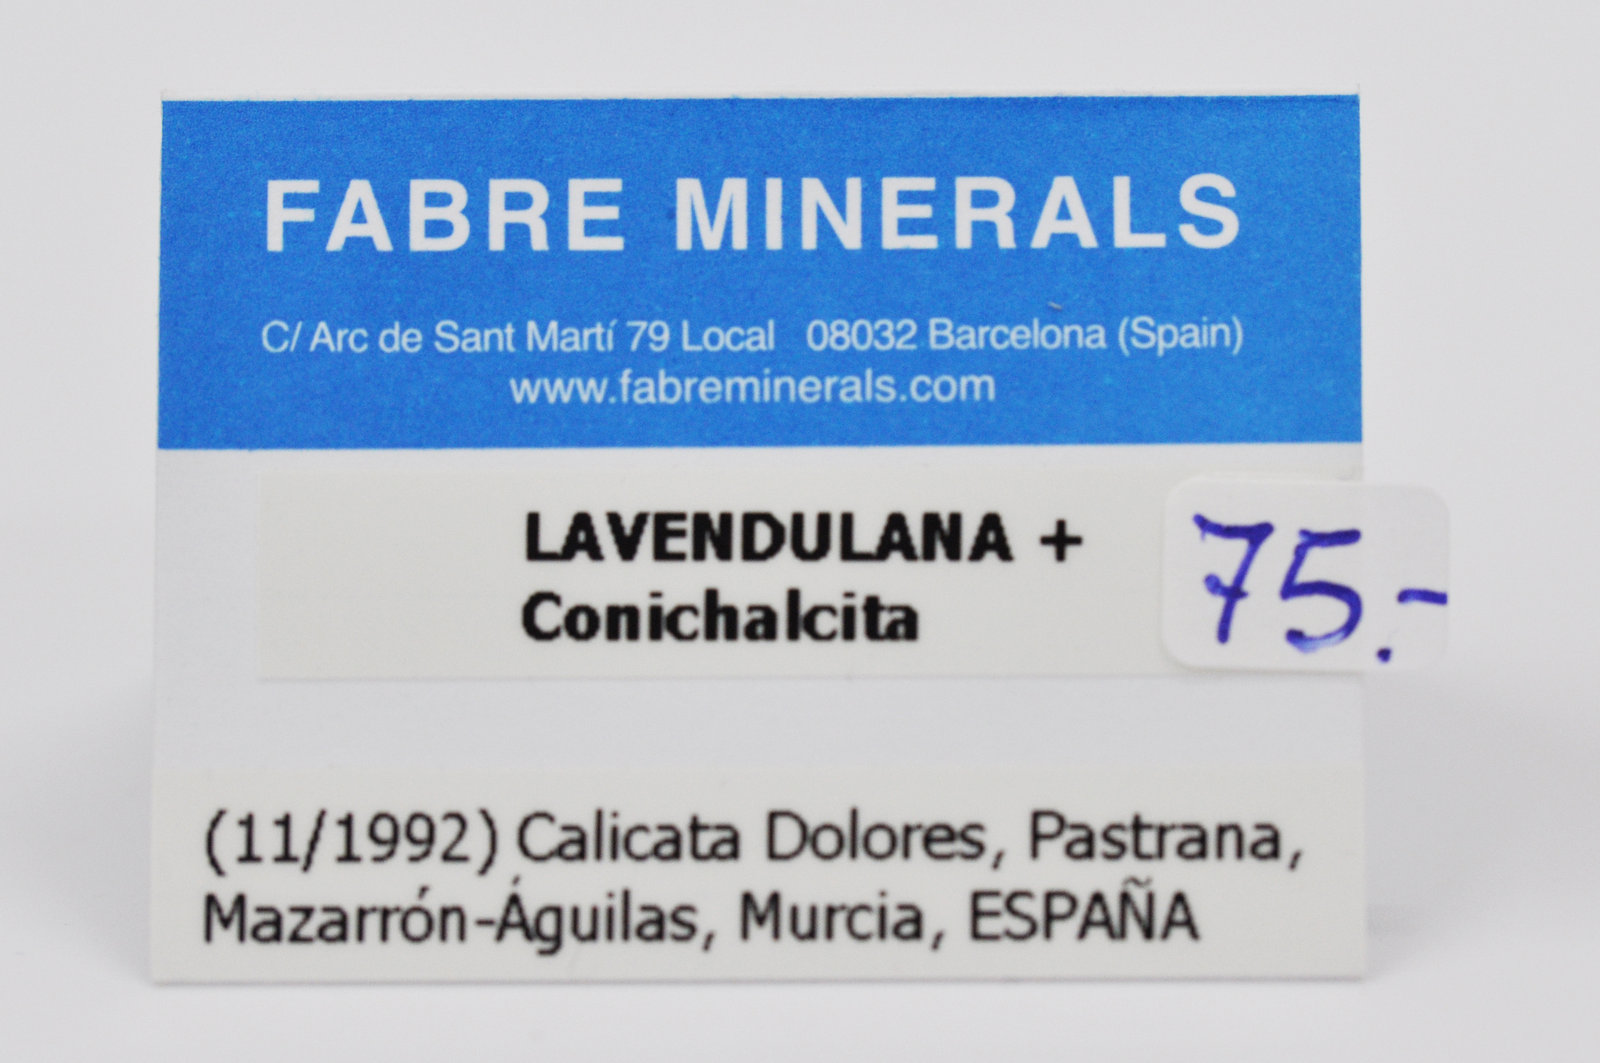 FABRE MINERALS
C/ Arc de Sant Martí 79 Local 08032 Barcelona (Spain)
www.fabreminerals.com
LAVENDULANA +
Conichalcita
75.-
(11/1992) Calicata Dolores, Pastrana,
Mazarrón-Águilas, Murcia, ESPAÑA